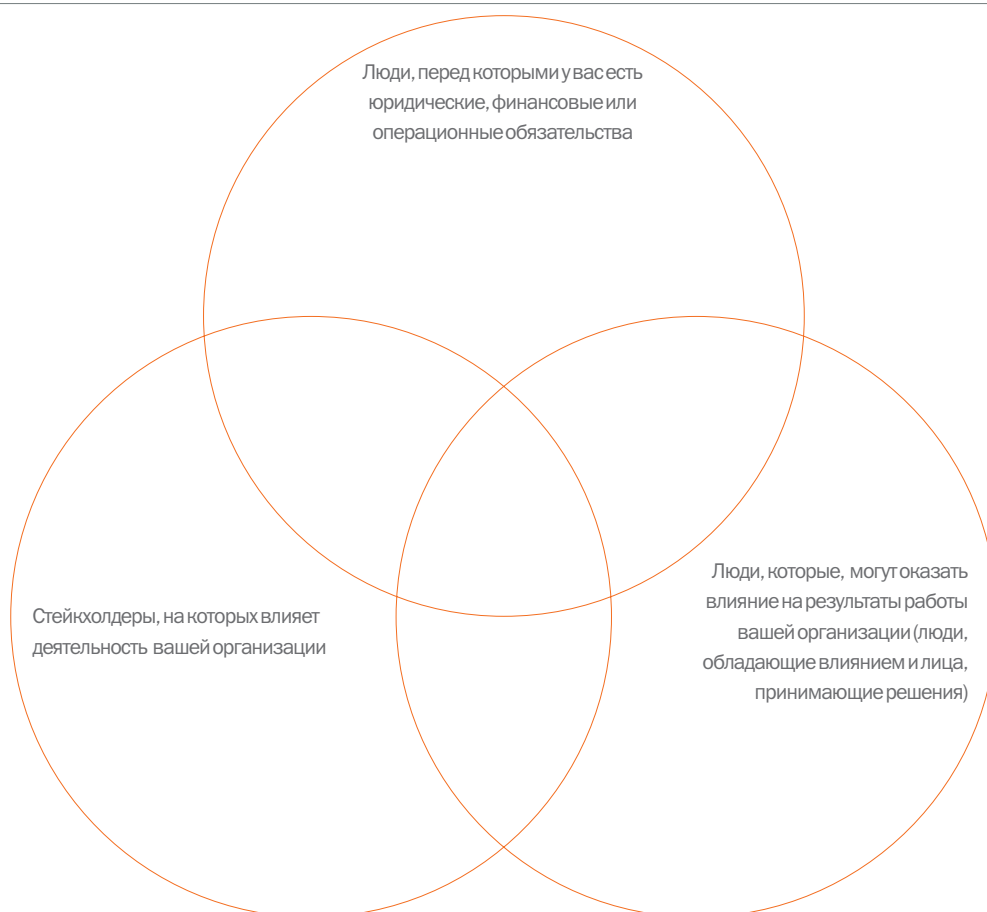 Люди, перед которыми у вас есть
юридические, финансовые или
операционные обязательства
Стейкхолдеры, на которых влияет
деятельность вашей организации
Люди, которые, могут оказать
влияние на результаты работы
вашей организации (люди,
обладающие влиянием и лица,
принимающие решения)